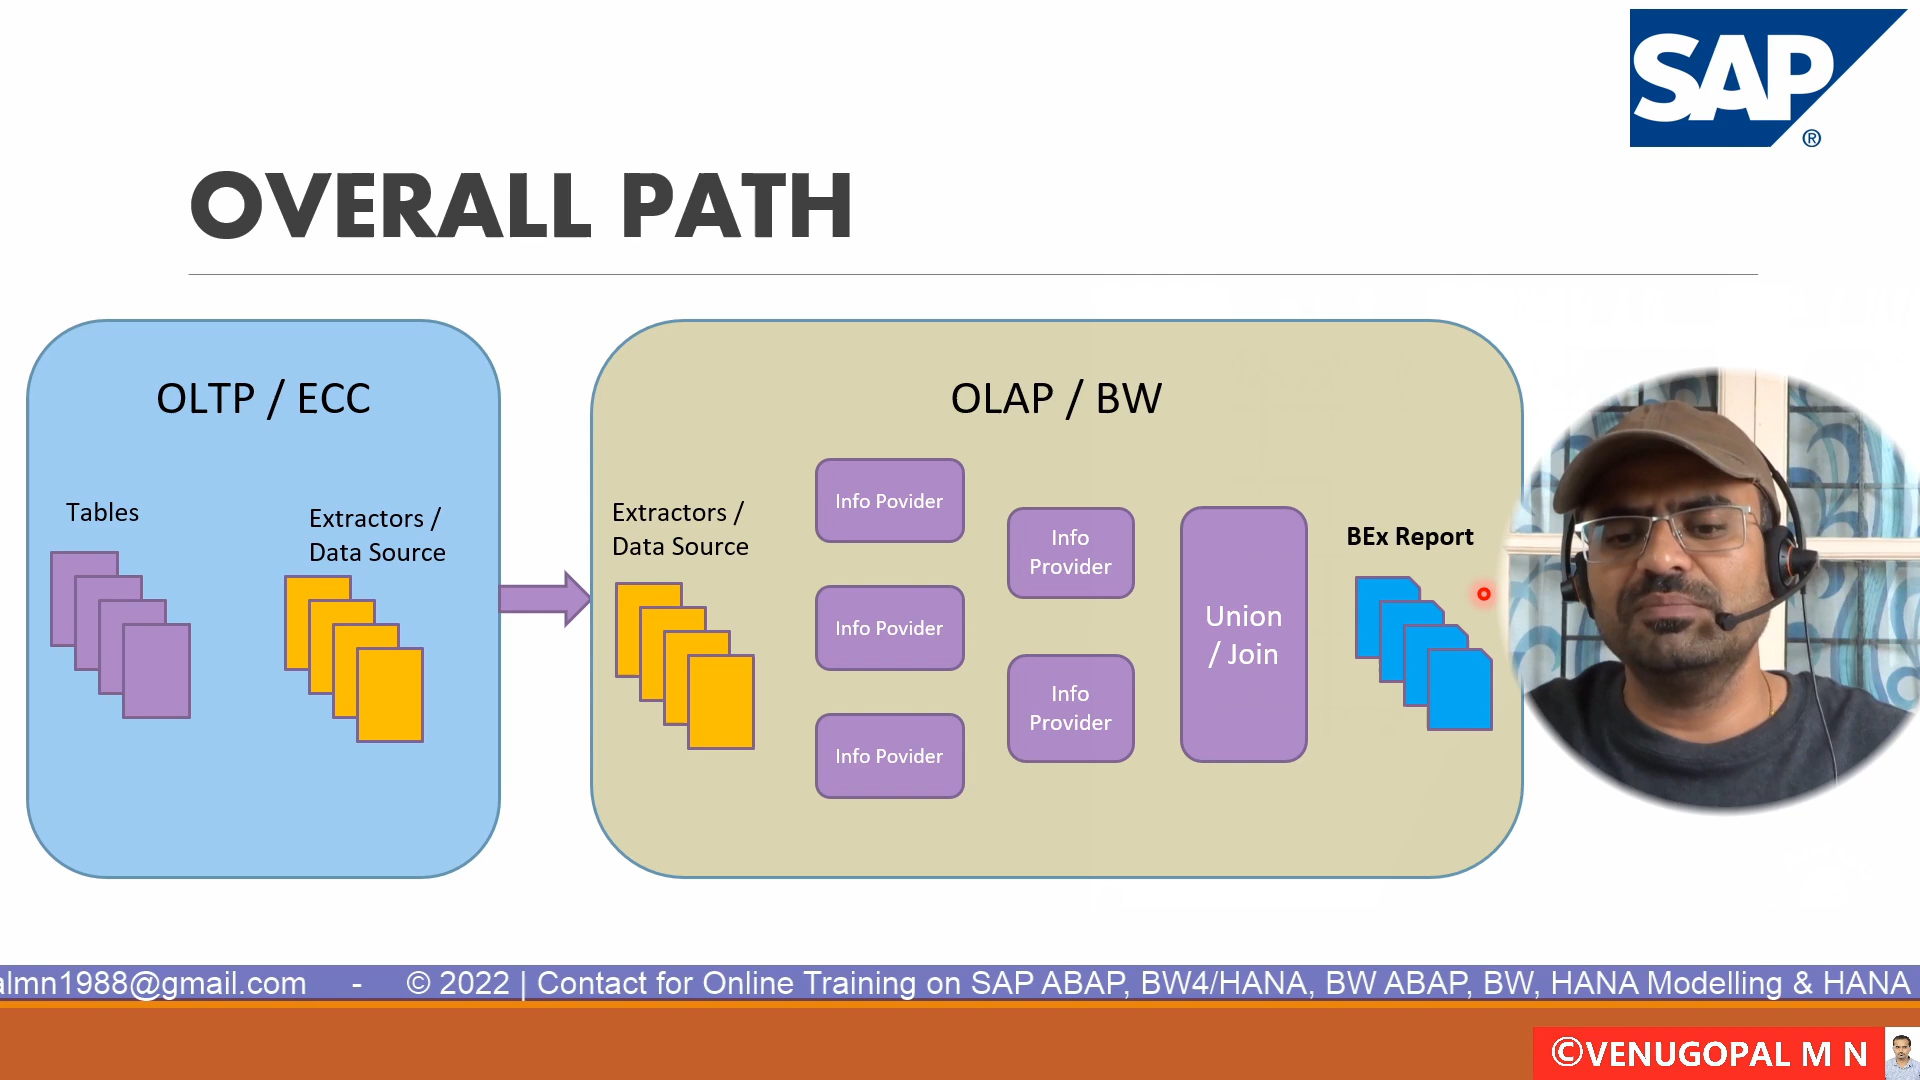 SAP
®
OVERALL PATH
OLTP / ECC
Tables
Extractors /
Data Source
OLAP / BW
Extractors /
Data Source
Info Povider
Info Povider
Info Povider
Info
Provider
Info
Provider
Union
/ Join
BEx Report
almn1988@gmail.com - © 2022 | Contact for Online Training on SAP ABAP, BW4/HANA, BW ABAP, BW, HANA Modelling & HANA
©VENUGOPAL M N